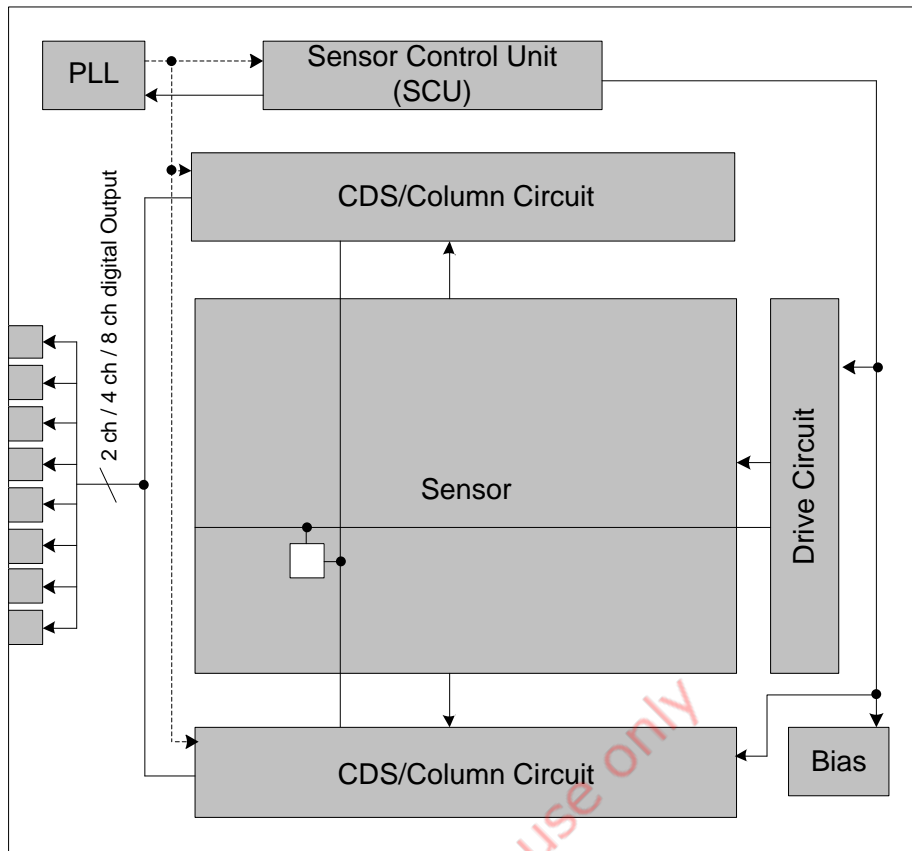 PLL
Sensor Control Unit
(SCU)
CDS/Column Circuit
2 ch / 4 ch / 8 ch digital Output
Sensor
Drive Circuit
CDS/Column Circuit
Bias
use only